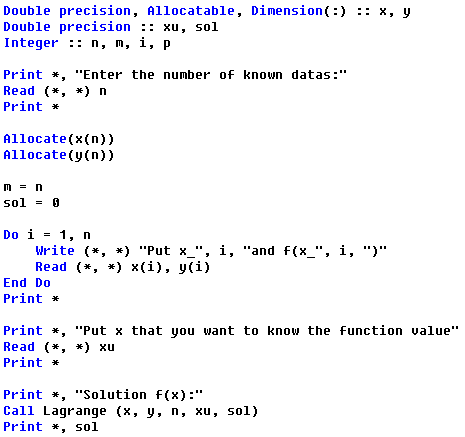 Double precision, Allocatable, Dimension(:) :: x, y
Double precision :: xu, sol
Integer :: n, m, i, p
Print *, "Enter the number of known datas:"
Read (*, *) n
Print *
Allocate(x(n))
Allocate(y(n))
m = n
sol = 0
Do i = 1, n
Write (*, *) "Put x_", i, "and f(x_", i, ")"
Read (*, *) x(i), y(i)
End Do
Print *
Print *, "Put x that you want to know the function value"
Read (*, *) xu
Print *
Print *, "Solution f(x):"
Call Lagrange (x, y, n, xu, sol)
Print *, sol